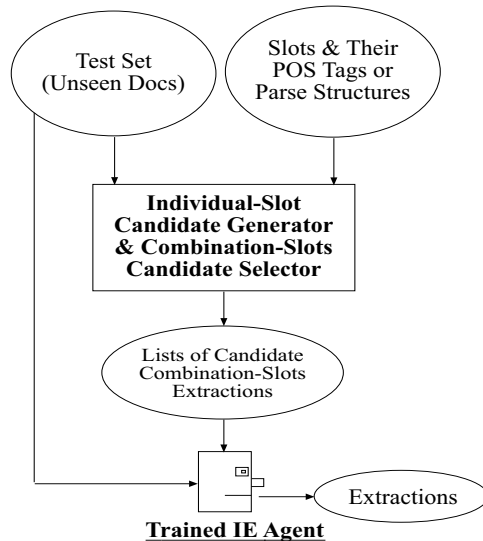 Test Set
(Unseen Docs)
Slots & Their
POS Tags or
Parse Structures
Individual-Slot
Candidate Generator
& Combination-Slots
Candidate Selector
Lists of Candidate
Combination-Slots
Extractions
Extractions
Trained IE Agent